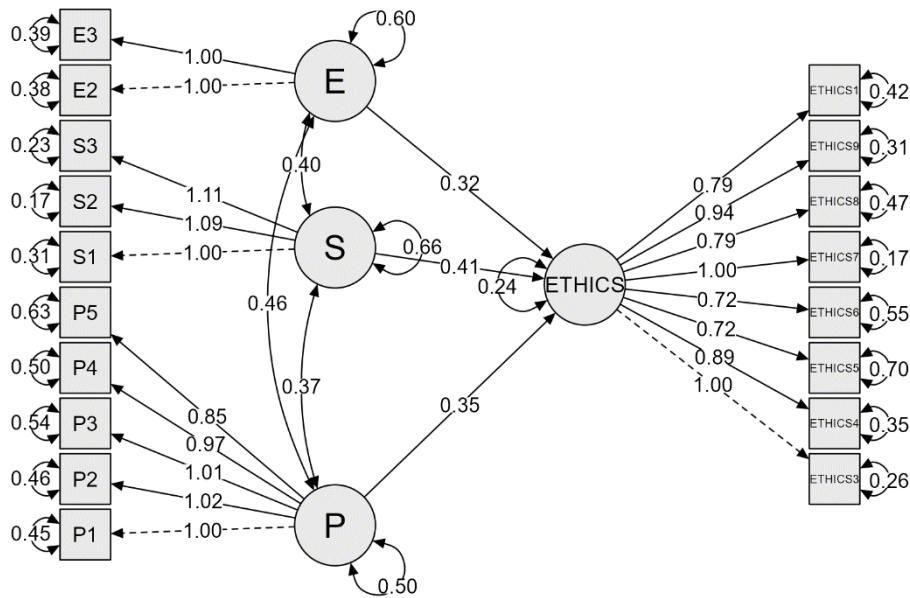 0.39 E3
0.38 E2
0.23 S3
0.17 S2
0.31 S1
0.63 P5
0.50 P4
0.54 P3
0.46 P2
0.45 P1
1.00
1.00
1.11
1.09
1.00
0.85
0.97
1.01
1.02
1.00
E 0.60
0.40
S 0.66
0.46
0.37
P 0.50
0.32
0.41
0.35
0.24 ETHICS
0.79
0.94
0.79
1.00
0.72
0.72
0.89
1.00
ETHICS1 0.42
ETHICS9 0.31
ETHICS8 0.47
ETHICS7 0.17
ETHICS6 0.55
ETHICS5 0.70
ETHICS4 0.35
ETHICS3 0.26